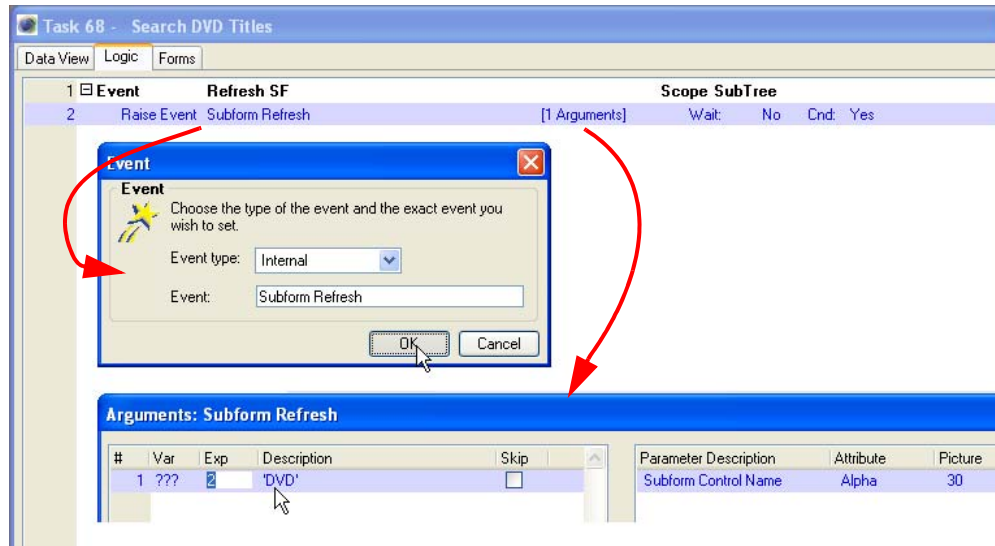 Task 68 - Search DVD Titles
Data View Logic Forms
1 Event Refresh SF Scope SubTree
2 Raise Event Subform Refresh [1 Arguments] Wait: No Cnd: Yes
Event
Event
Choose the type of the event and the exact event you
wish to set.
Event type: Internal
Event: Subform Refresh
OK Cancel
Arguments: Subform Refresh
# Var Exp Description Skip Parameter Description Attribute Picture
1 ??? 2 'DVD' Subform Control Name Alpha 30